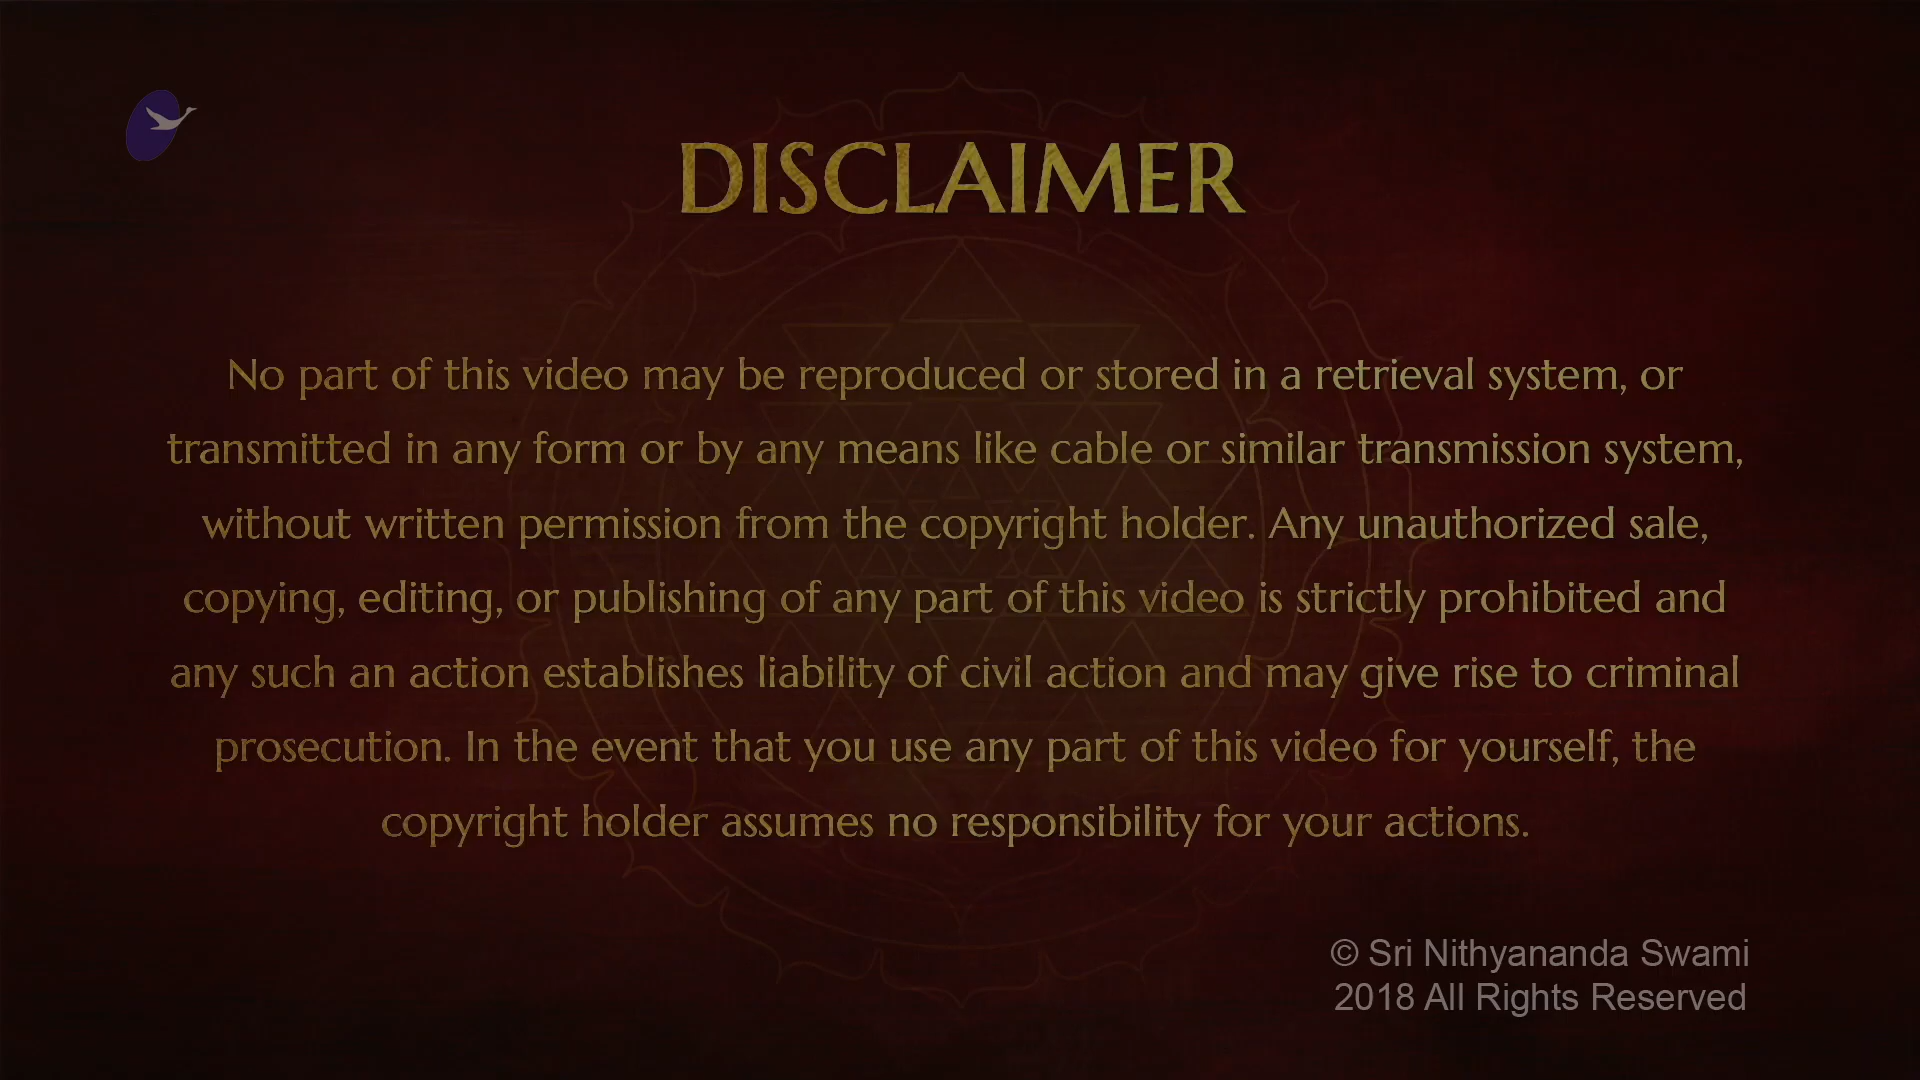 DISCLAIMER
No part of this video may be reproduced or stored in a retrieval system, or
transmitted in any form or by any means like cable or similar transmission system,
without written permission from the copyright holder. Any unauthorized sale,
copying, editing, or publishing of any part of this video is strictly prohibited and
any such an action establishes liability of civil action and may give rise to criminal
prosecution. In the event that you use any part of this video for yourself, the
copyright holder assumes no responsibility for your actions.
© Sri Nithyananda Swami
2018 All Rights Reserved